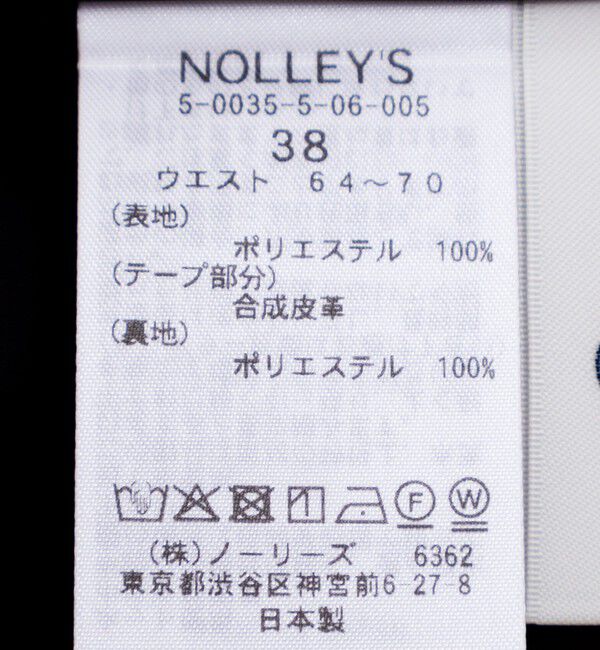 NOLLEY'S
5-0035-5-06-005
38
ウエスト 64～70
(表地)
ポリエステル 100%
(テープ部分)
合成皮革
(裏地)
ポリエステル 100%
F W
(株)ノーリーズ 6362
東京都渋谷区神宮前6 27 8
日本製